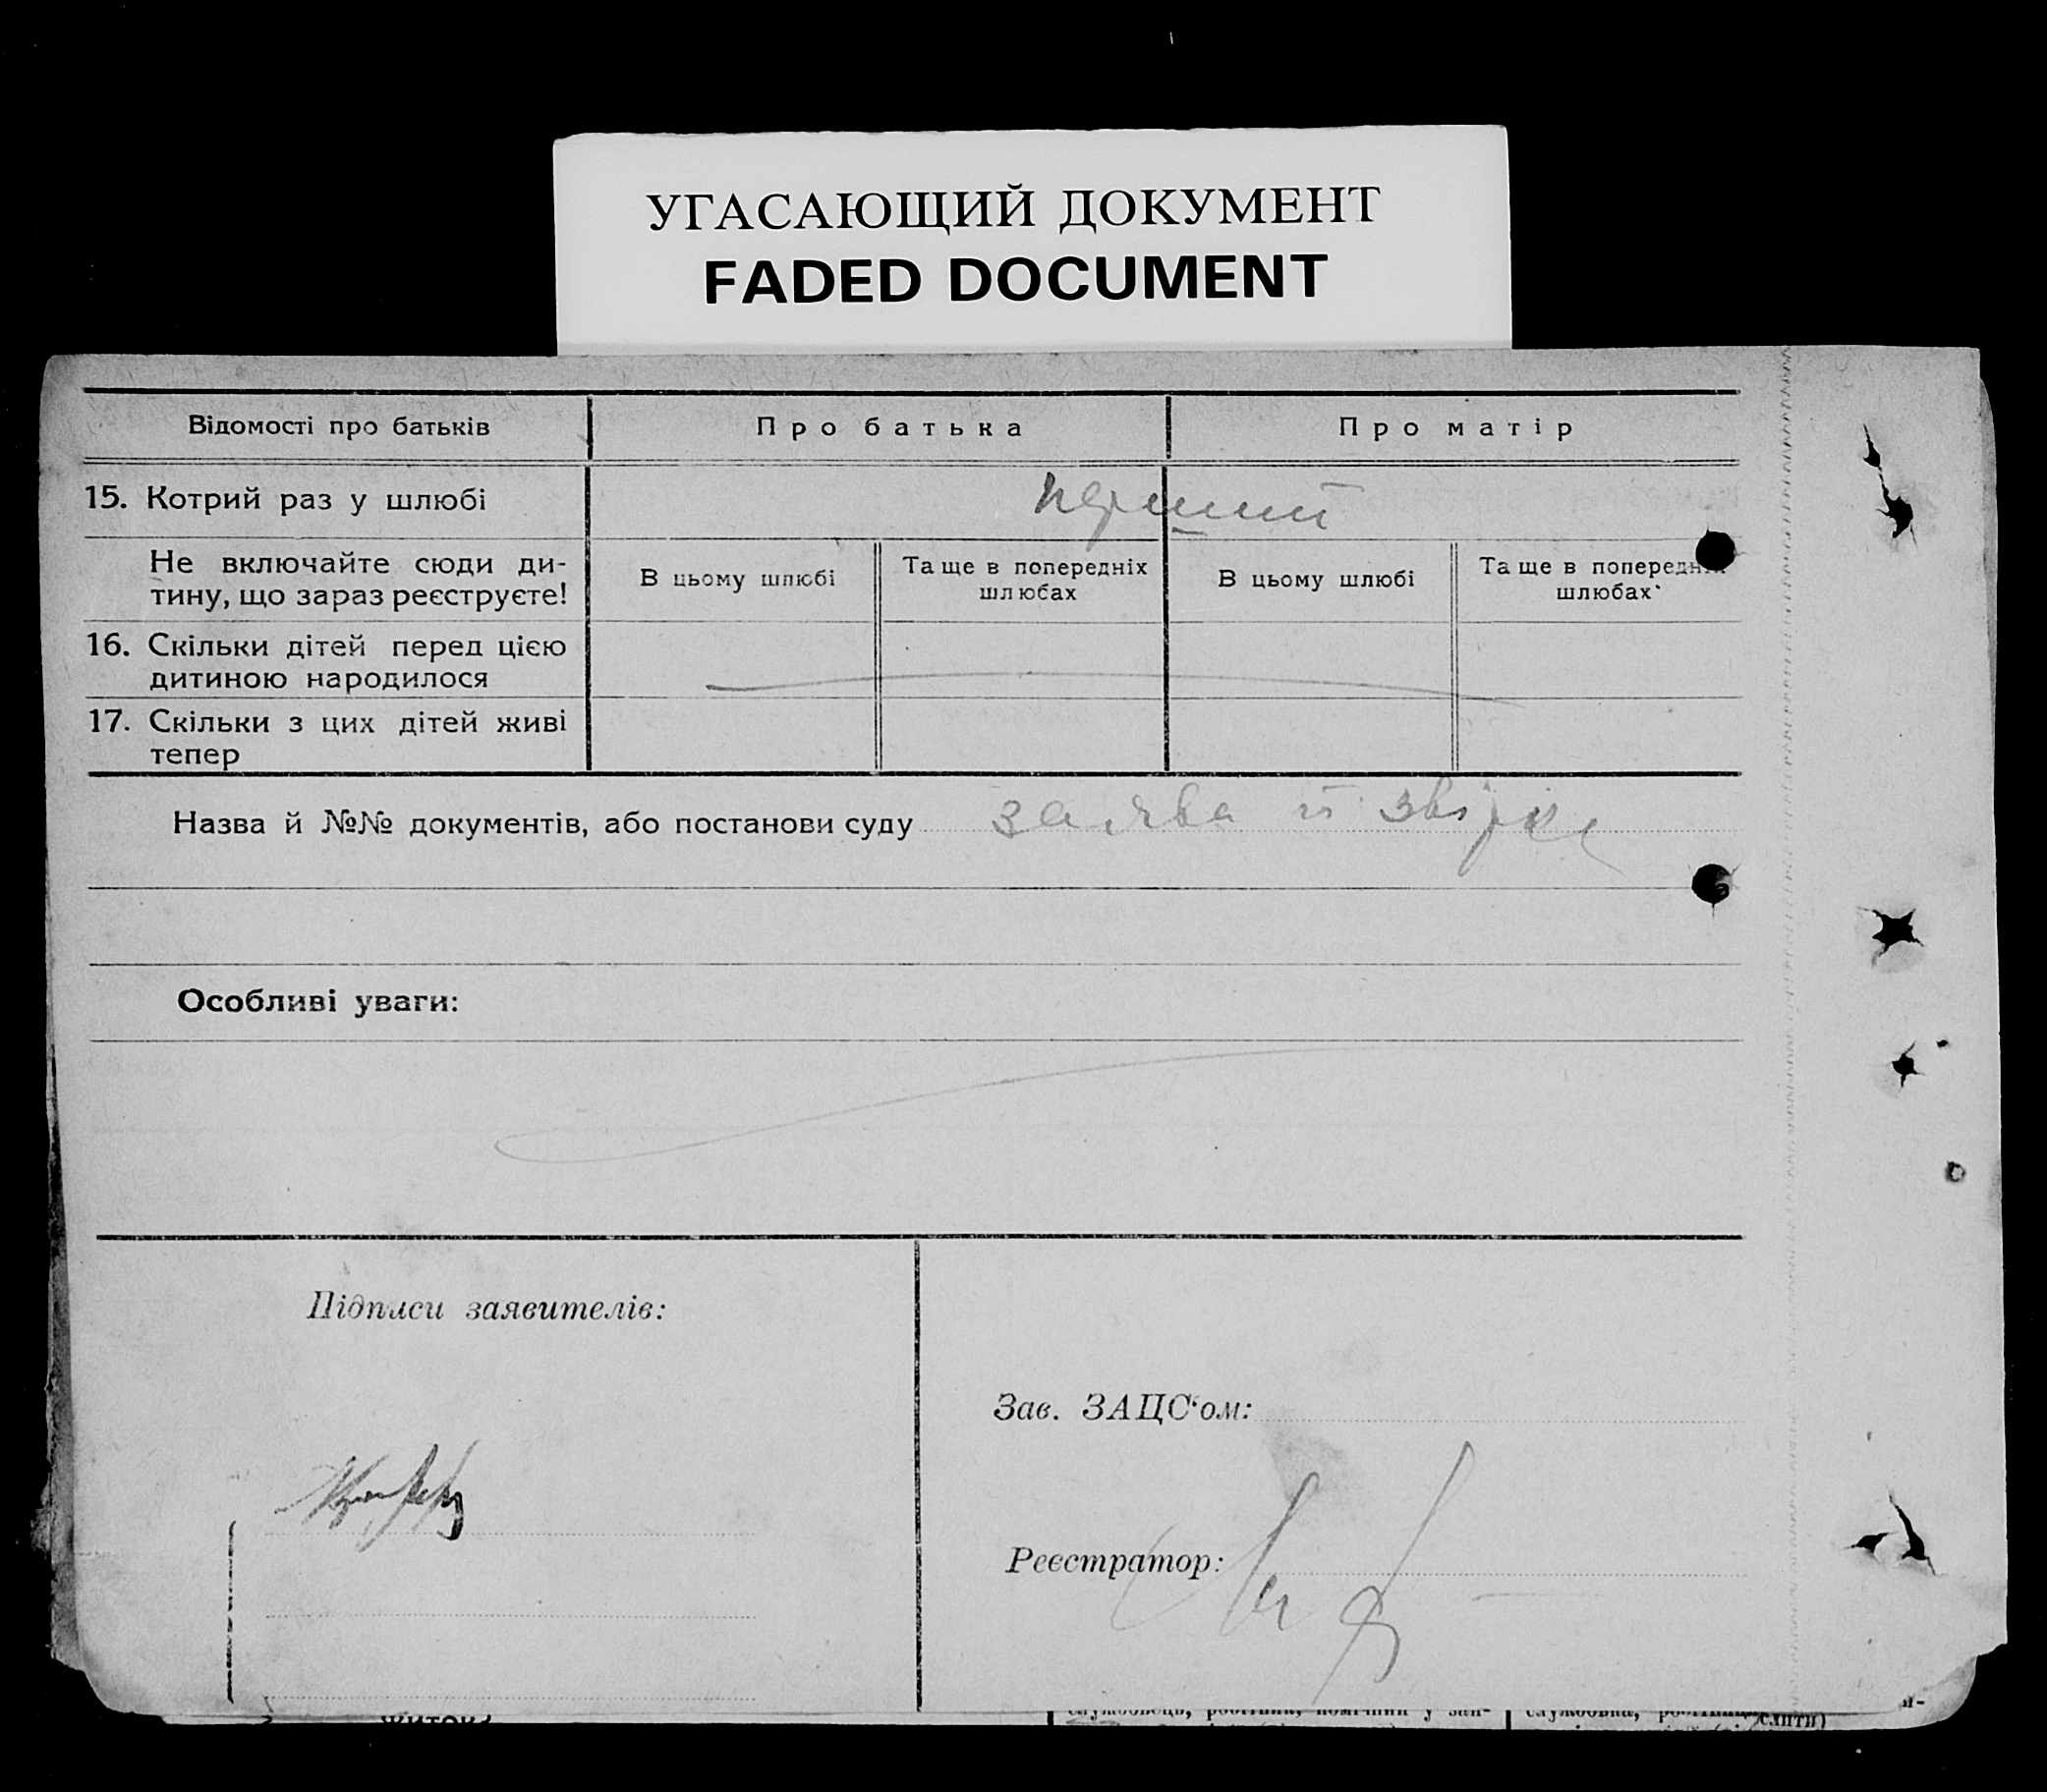 УГАСАЮЩИЙ ДОКУМЕНТ
FADED DOCUMENT
Відомості про батьків
Про батька
Про матір
15. Котрий раз у шлюбі
перший
Не включайте сюди ди-
тину, що зараз реєструєте!
В цьому шлюбі
Та ще в попередніх
шлюбах
В цьому шлюбі
Та ще в попередніх
шлюбах
16. Скільки дітей перед цією
дитиною народилося
17. Скільки з цих дітей живі
тепер
Назва й №№ документів, або постанови суду заява й
Особливі уваги:
Підписи заявителів:
Зав. ЗАЦС‘ом:
Реєстратор: